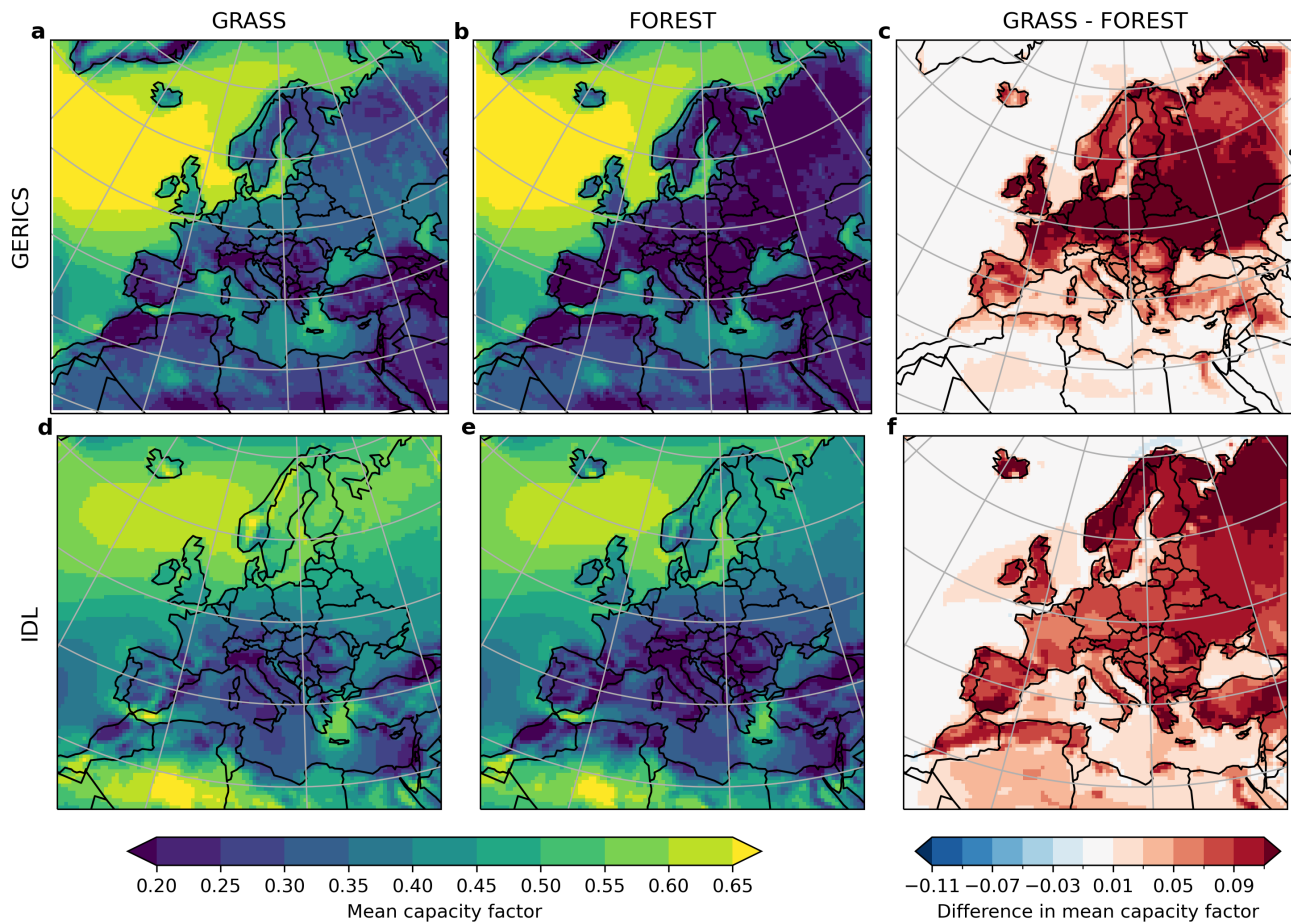 GRASS
FOREST
GRASS - FOREST
a
b
c
GERICS
d
e
f
IDL
0.20 0.25 0.30 0.35 0.40 0.45 0.50 0.55 0.60 0.65
Mean capacity factor
−0.11 −0.07 −0.03 0.01 0.05 0.09
Difference in mean capacity factor